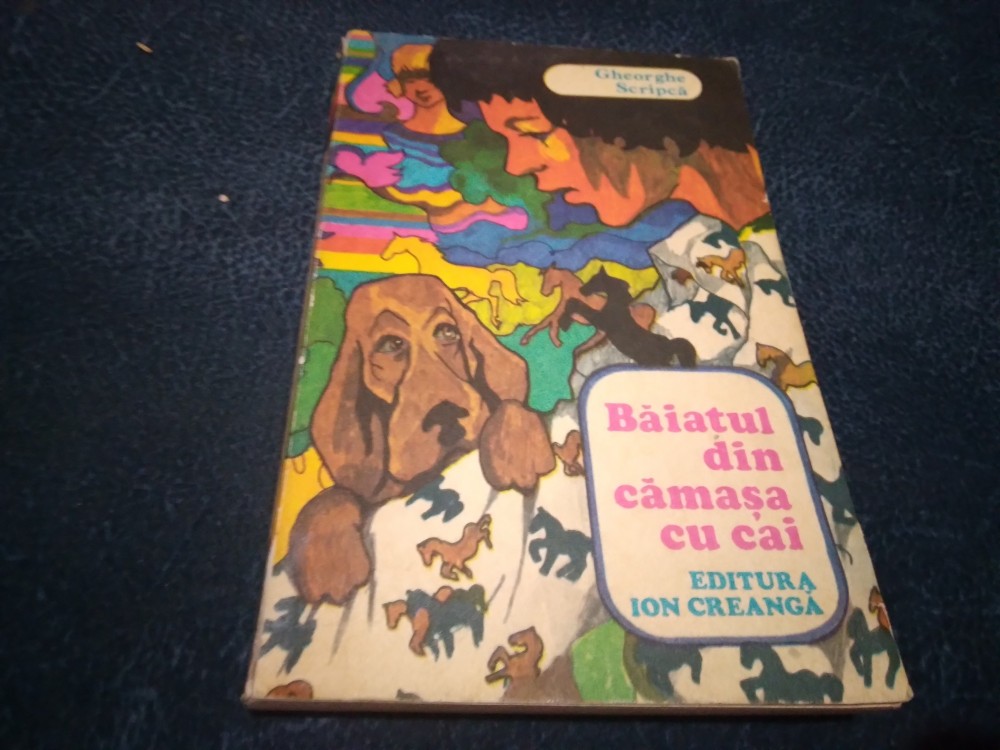 Gheorghe
Scripcă
Băiatul
din
cămașa
cu cai
EDITURA
ION CREANGĂ